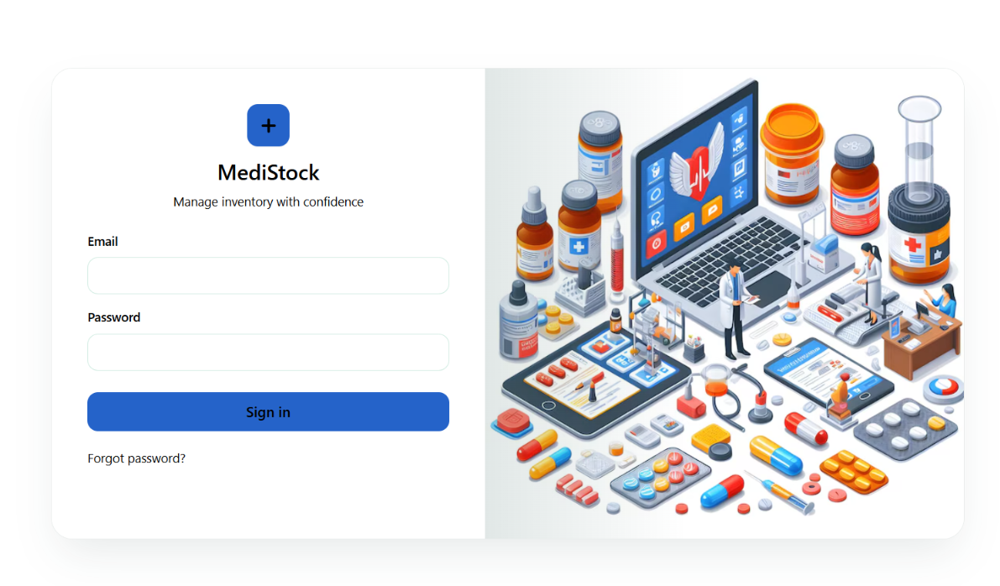 MediStock
Manage inventory with confidence
Email
Password
Sign in
Forgot password?